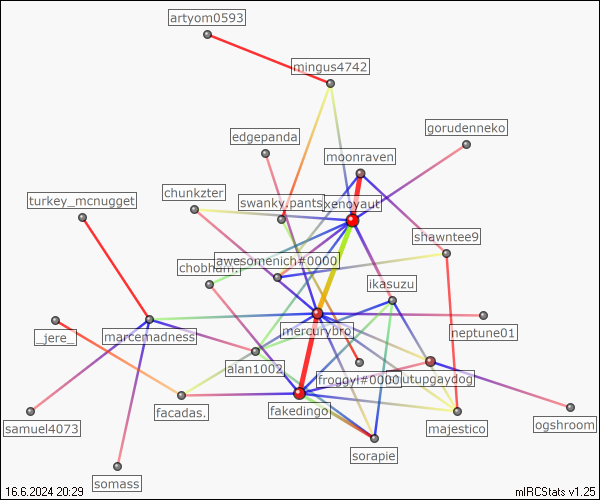 artyom0593
mingus4742
gorudenneko
edgepanda
moonraven
chunkzter
turkey_mcnugget
swanky.pants
xenoyaut
shawntee9
awesomenich#0000
chobham.
ikasuzu
mercurybro
neptune01
_jere_
marcemadness
alan1002
froggyl#0000
utupgaydog
facadas.
fakedingo
majestico
ogshroom
samuel4073
sorapie
somass
16.6.2024 20:29
mIRCStats v1.25